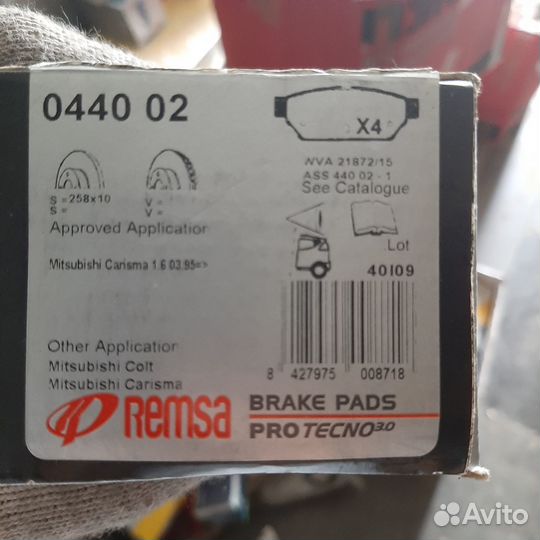 0440 02
X4
WVA 21872/15
ASS 440 02 - 1
See Catalogue
S =258x10
S =
V =
V =
Approved Application
Lot
40I09
Mitsubishi Carisma 1.6 03.95=>
Other Application
Mitsubishi Colt
Mitsubishi Carisma
8 427975 008718
Remsa
BRAKE PADS
PROTECNO3.0
Avito